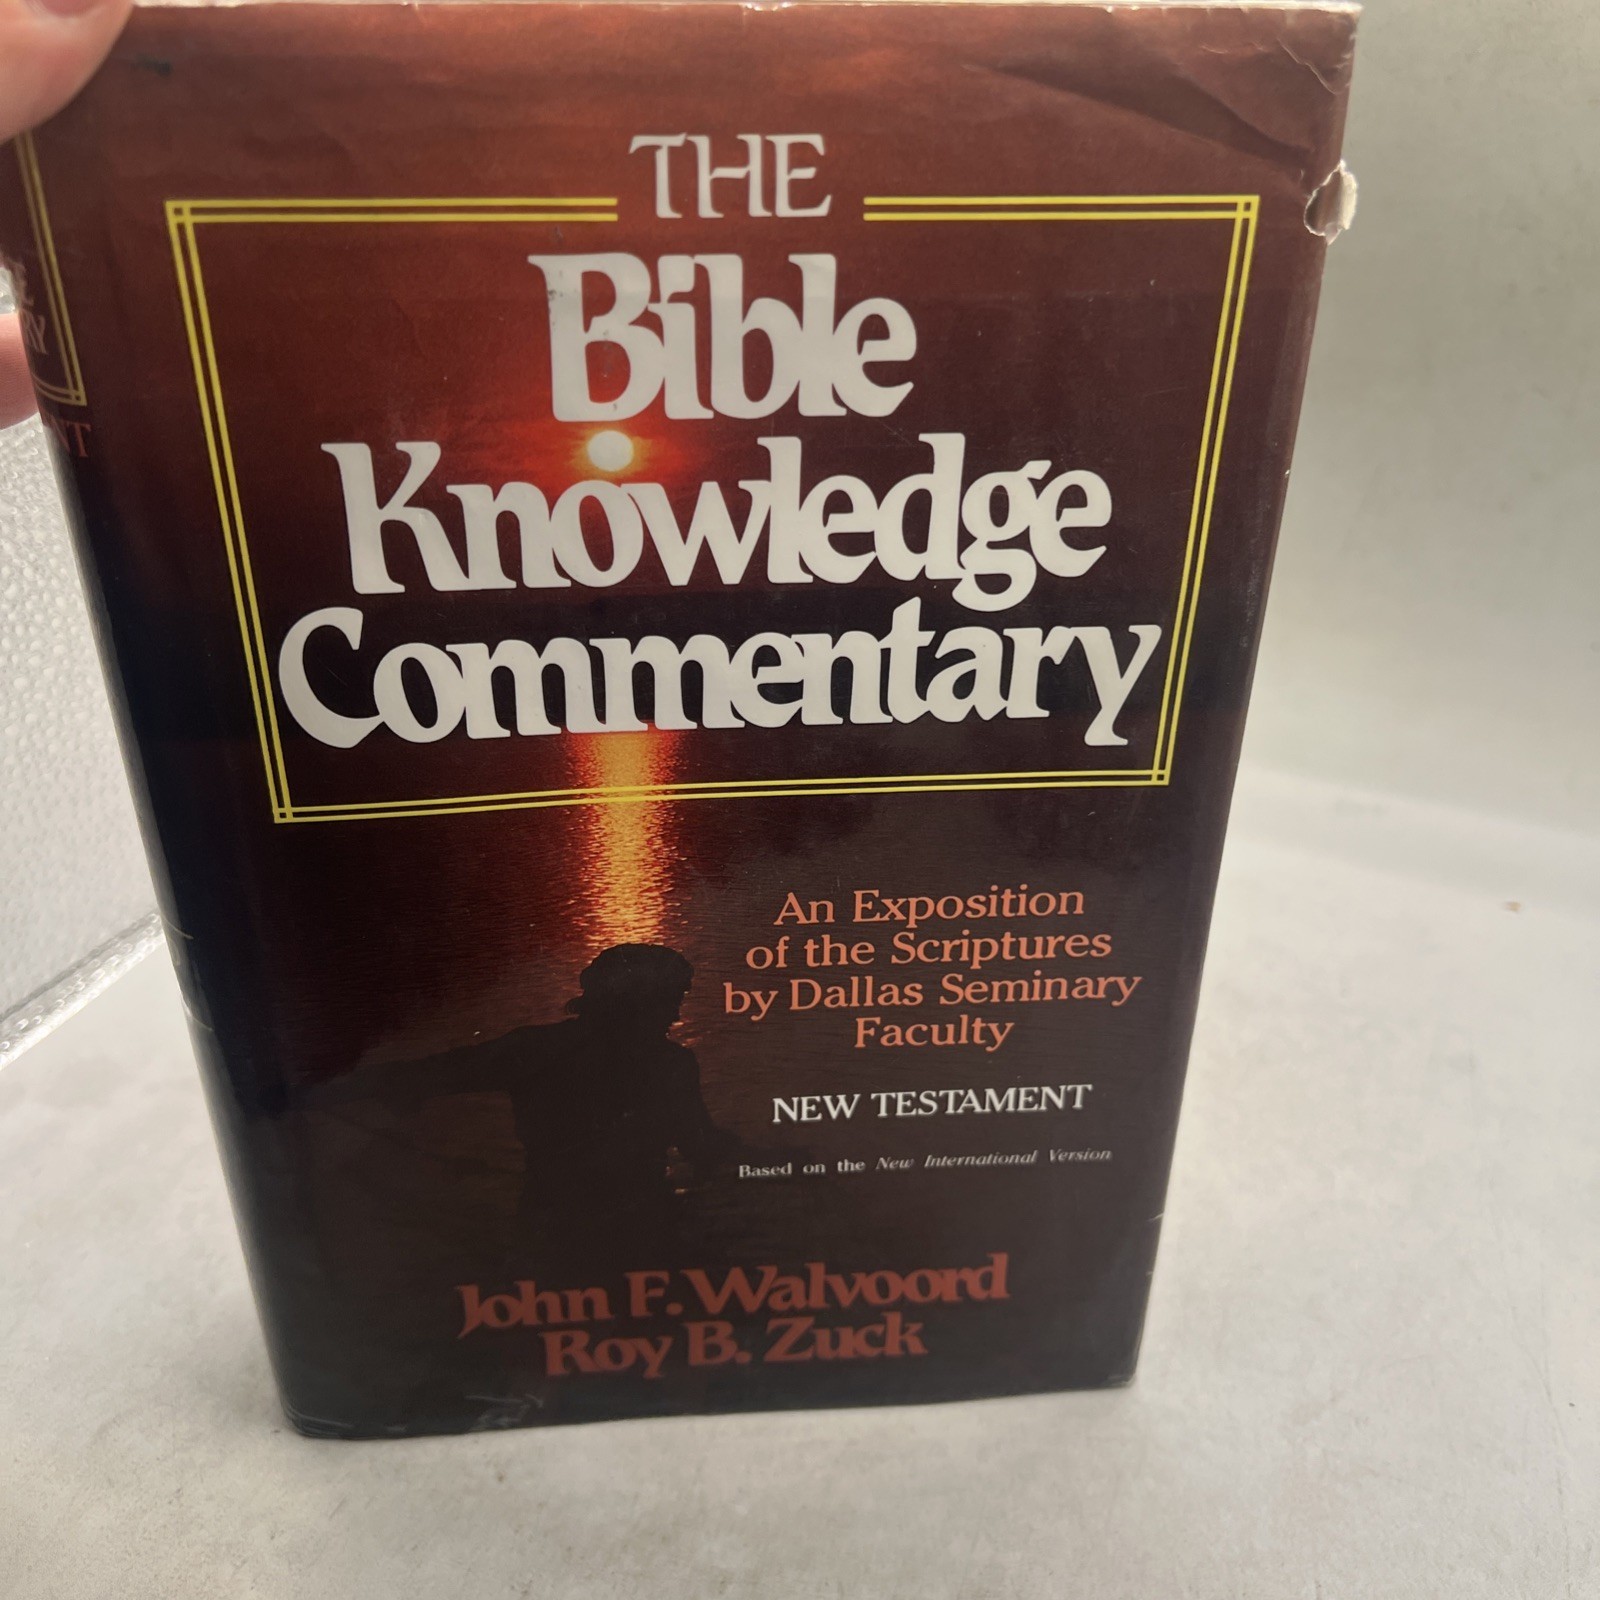 THE
Bible
Knowledge
Commentary
An Exposition
of the Scriptures
by Dallas Seminary
Faculty
NEW TESTAMENT
Based on the New International Version
John F. Walvoord
Roy B. Zuck